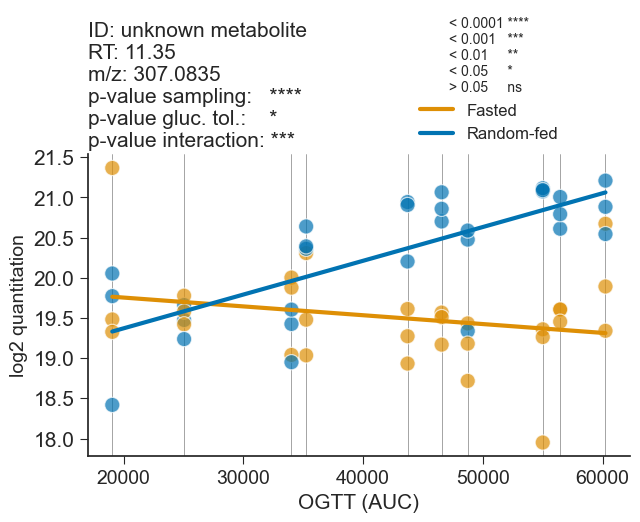 ID: unknown metabolite
RT: 11.35
m/z: 307.0835
p-value sampling: ****
p-value gluc. tol.: *
p-value interaction: ***
< 0.0001 ****
< 0.001 ***
< 0.01 **
< 0.05 *
> 0.05 ns
Fasted
Random-fed
21.5
21.0
20.5
20.0
19.5
19.0
18.5
18.0
log2 quantitation
20000 30000 40000 50000 60000
OGTT (AUC)